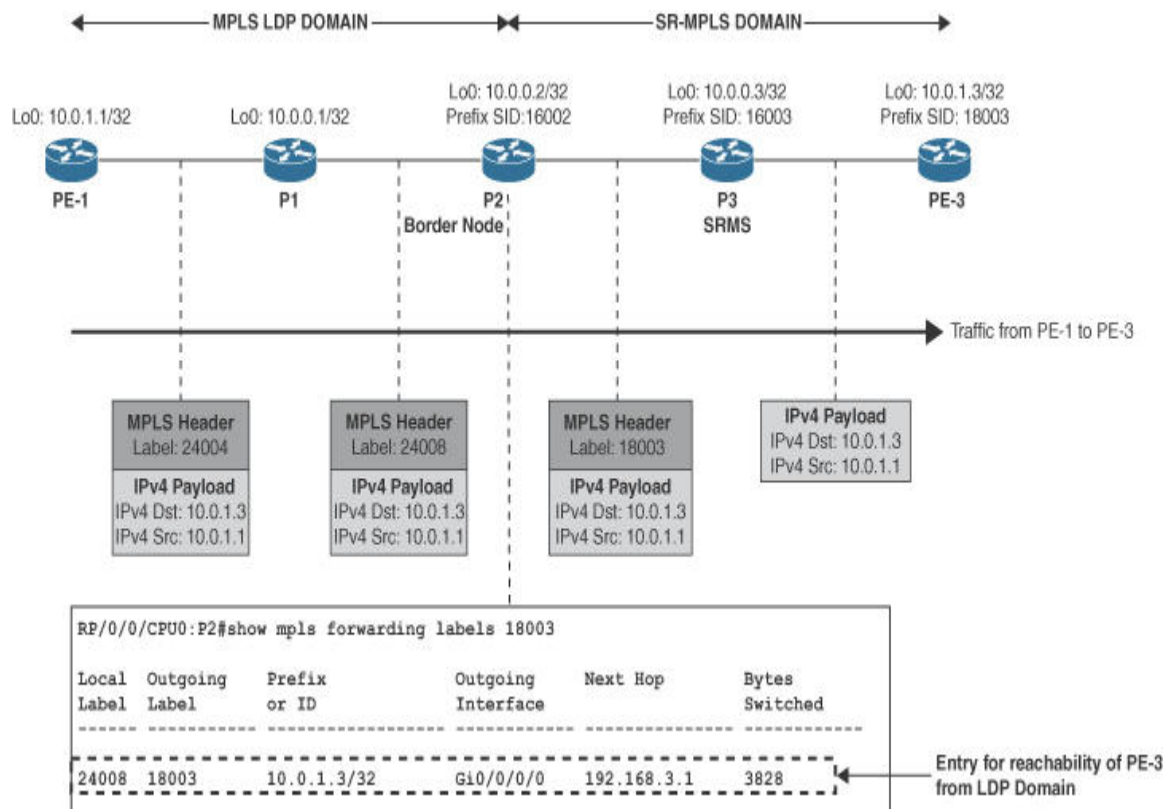 MPLS LDP DOMAIN
SR-MPLS DOMAIN
Lo0: 10.0.1.1/32
Lo0: 10.0.0.1/32
Lo0: 10.0.0.2/32
Prefix SID:16002
Lo0: 10.0.0.3/32
Prefix SID: 16003
Lo0: 10.0.1.3/32
Prefix SID: 18003
PE-1
P1
P2
Border Node
P3
SRMS
PE-3
Traffic from PE-1 to PE-3
MPLS Header
Label: 24004
IPv4 Payload
IPv4 Dst: 10.0.1.3
IPv4 Src: 10.0.1.1
MPLS Header
Label: 24008
IPv4 Payload
IPv4 Dst: 10.0.1.3
IPv4 Src: 10.0.1.1
MPLS Header
Label: 18003
IPv4 Payload
IPv4 Dst: 10.0.1.3
IPv4 Src: 10.0.1.1
IPv4 Payload
IPv4 Dst: 10.0.1.3
IPv4 Src: 10.0.1.1
RP/0/0/CPU0:P2#show mpls forwarding labels 18003
Local Outgoing Prefix Outgoing Next Hop Bytes
Label Label or ID Interface Switched
24008 18003 10.0.1.3/32 Gi0/0/0/0 192.168.3.1 3828
Entry for reachability of PE-3
from LDP Domain